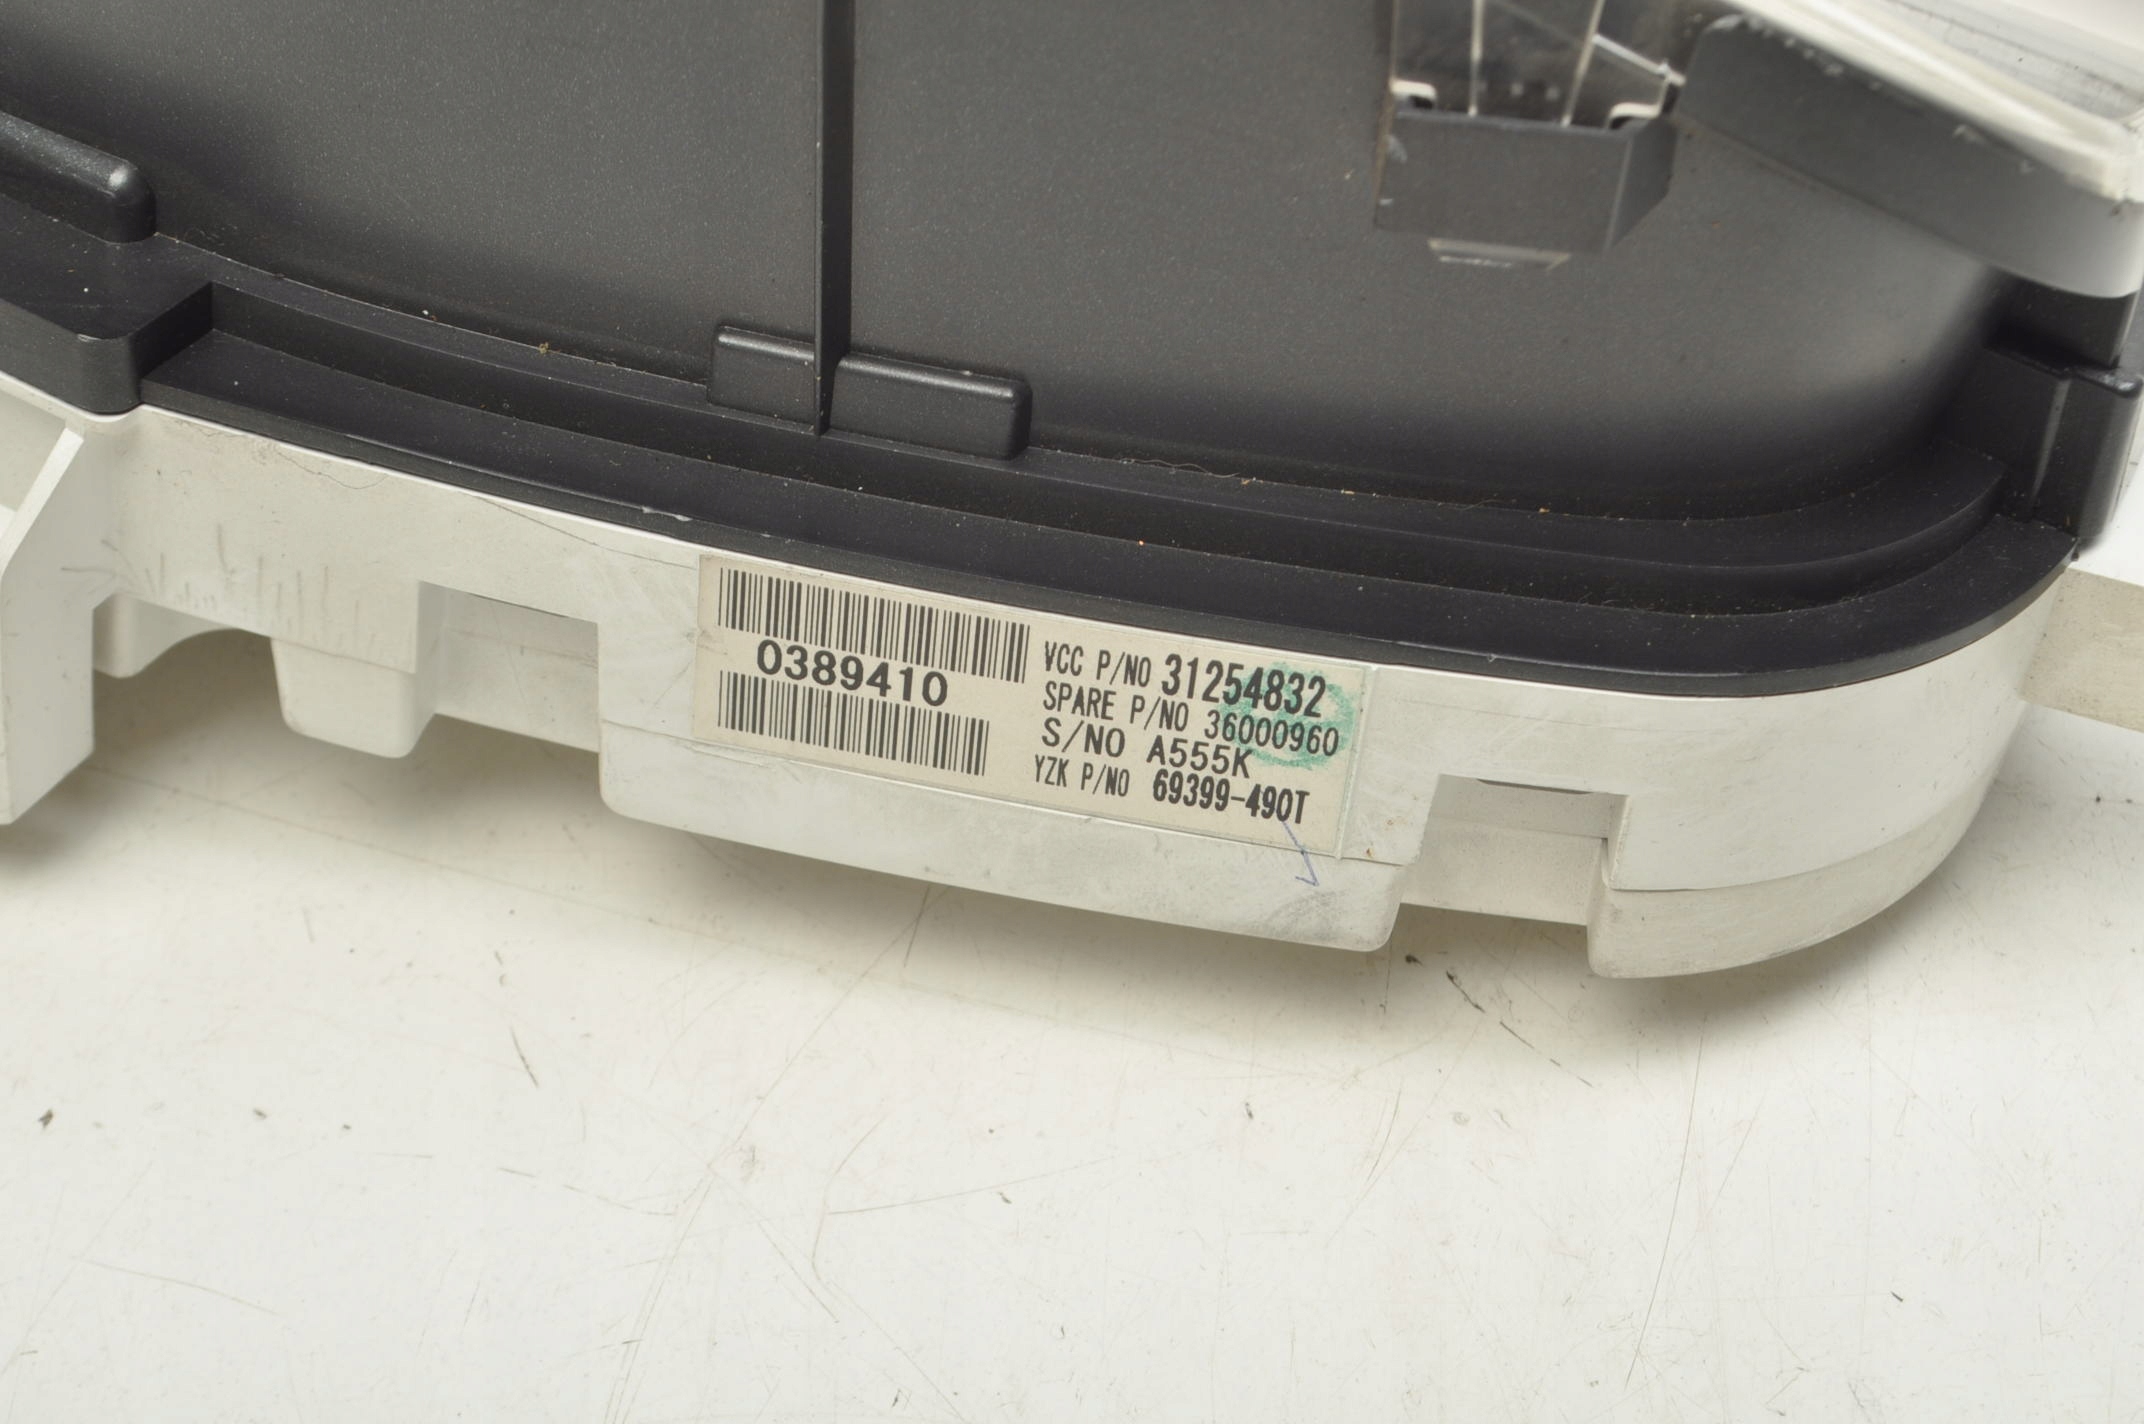 0389410
VCC P/NO 31254832
SPARE P/NO 36000960
S/NO A555K
YZK P/NO 69399-490T